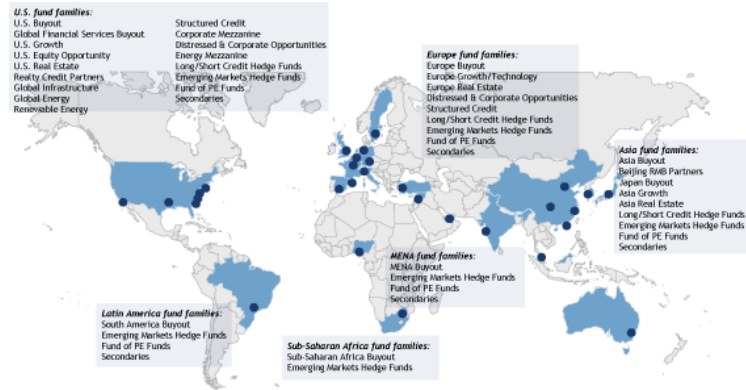 U.S. fund families:
U.S. Buyout
Global Financial Services Buyout
U.S. Growth
U.S. Equity Opportunity
U.S. Real Estate
Realty Credit Partners
Global Infrastructure
Global Energy
Renewable Energy
Structured Credit
Corporate Mezzanine
Distressed & Corporate Opportunities
Energy Mezzanine
Long/Short Credit Hedge Funds
Emerging Markets Hedge Funds
Fund of PE Funds
Secondaries
Europe fund families:
Europe Buyout
Europe Growth/Technology
Europe Real Estate
Distressed & Corporate Opportunities
Structured Credit
Long/Short Credit Hedge Funds
Emerging Markets Hedge Funds
Fund of PE Funds
Secondaries
Asia fund families:
Asia Buyout
Beijing RMB Partners
Japan Buyout
Asia Growth
Asia Real Estate
Long/Short Credit Hedge Funds
Emerging Markets Hedge Funds
Fund of PE Funds
Secondaries
MENA fund families:
MENA Buyout
Emerging Markets Hedge Funds
Fund of PE Funds
Secondaries
Latin America fund families:
South America Buyout
Emerging Markets Hedge Funds
Fund of PE Funds
Secondaries
Sub-Saharan Africa fund families:
Sub-Saharan Africa Buyout
Emerging Markets Hedge Funds